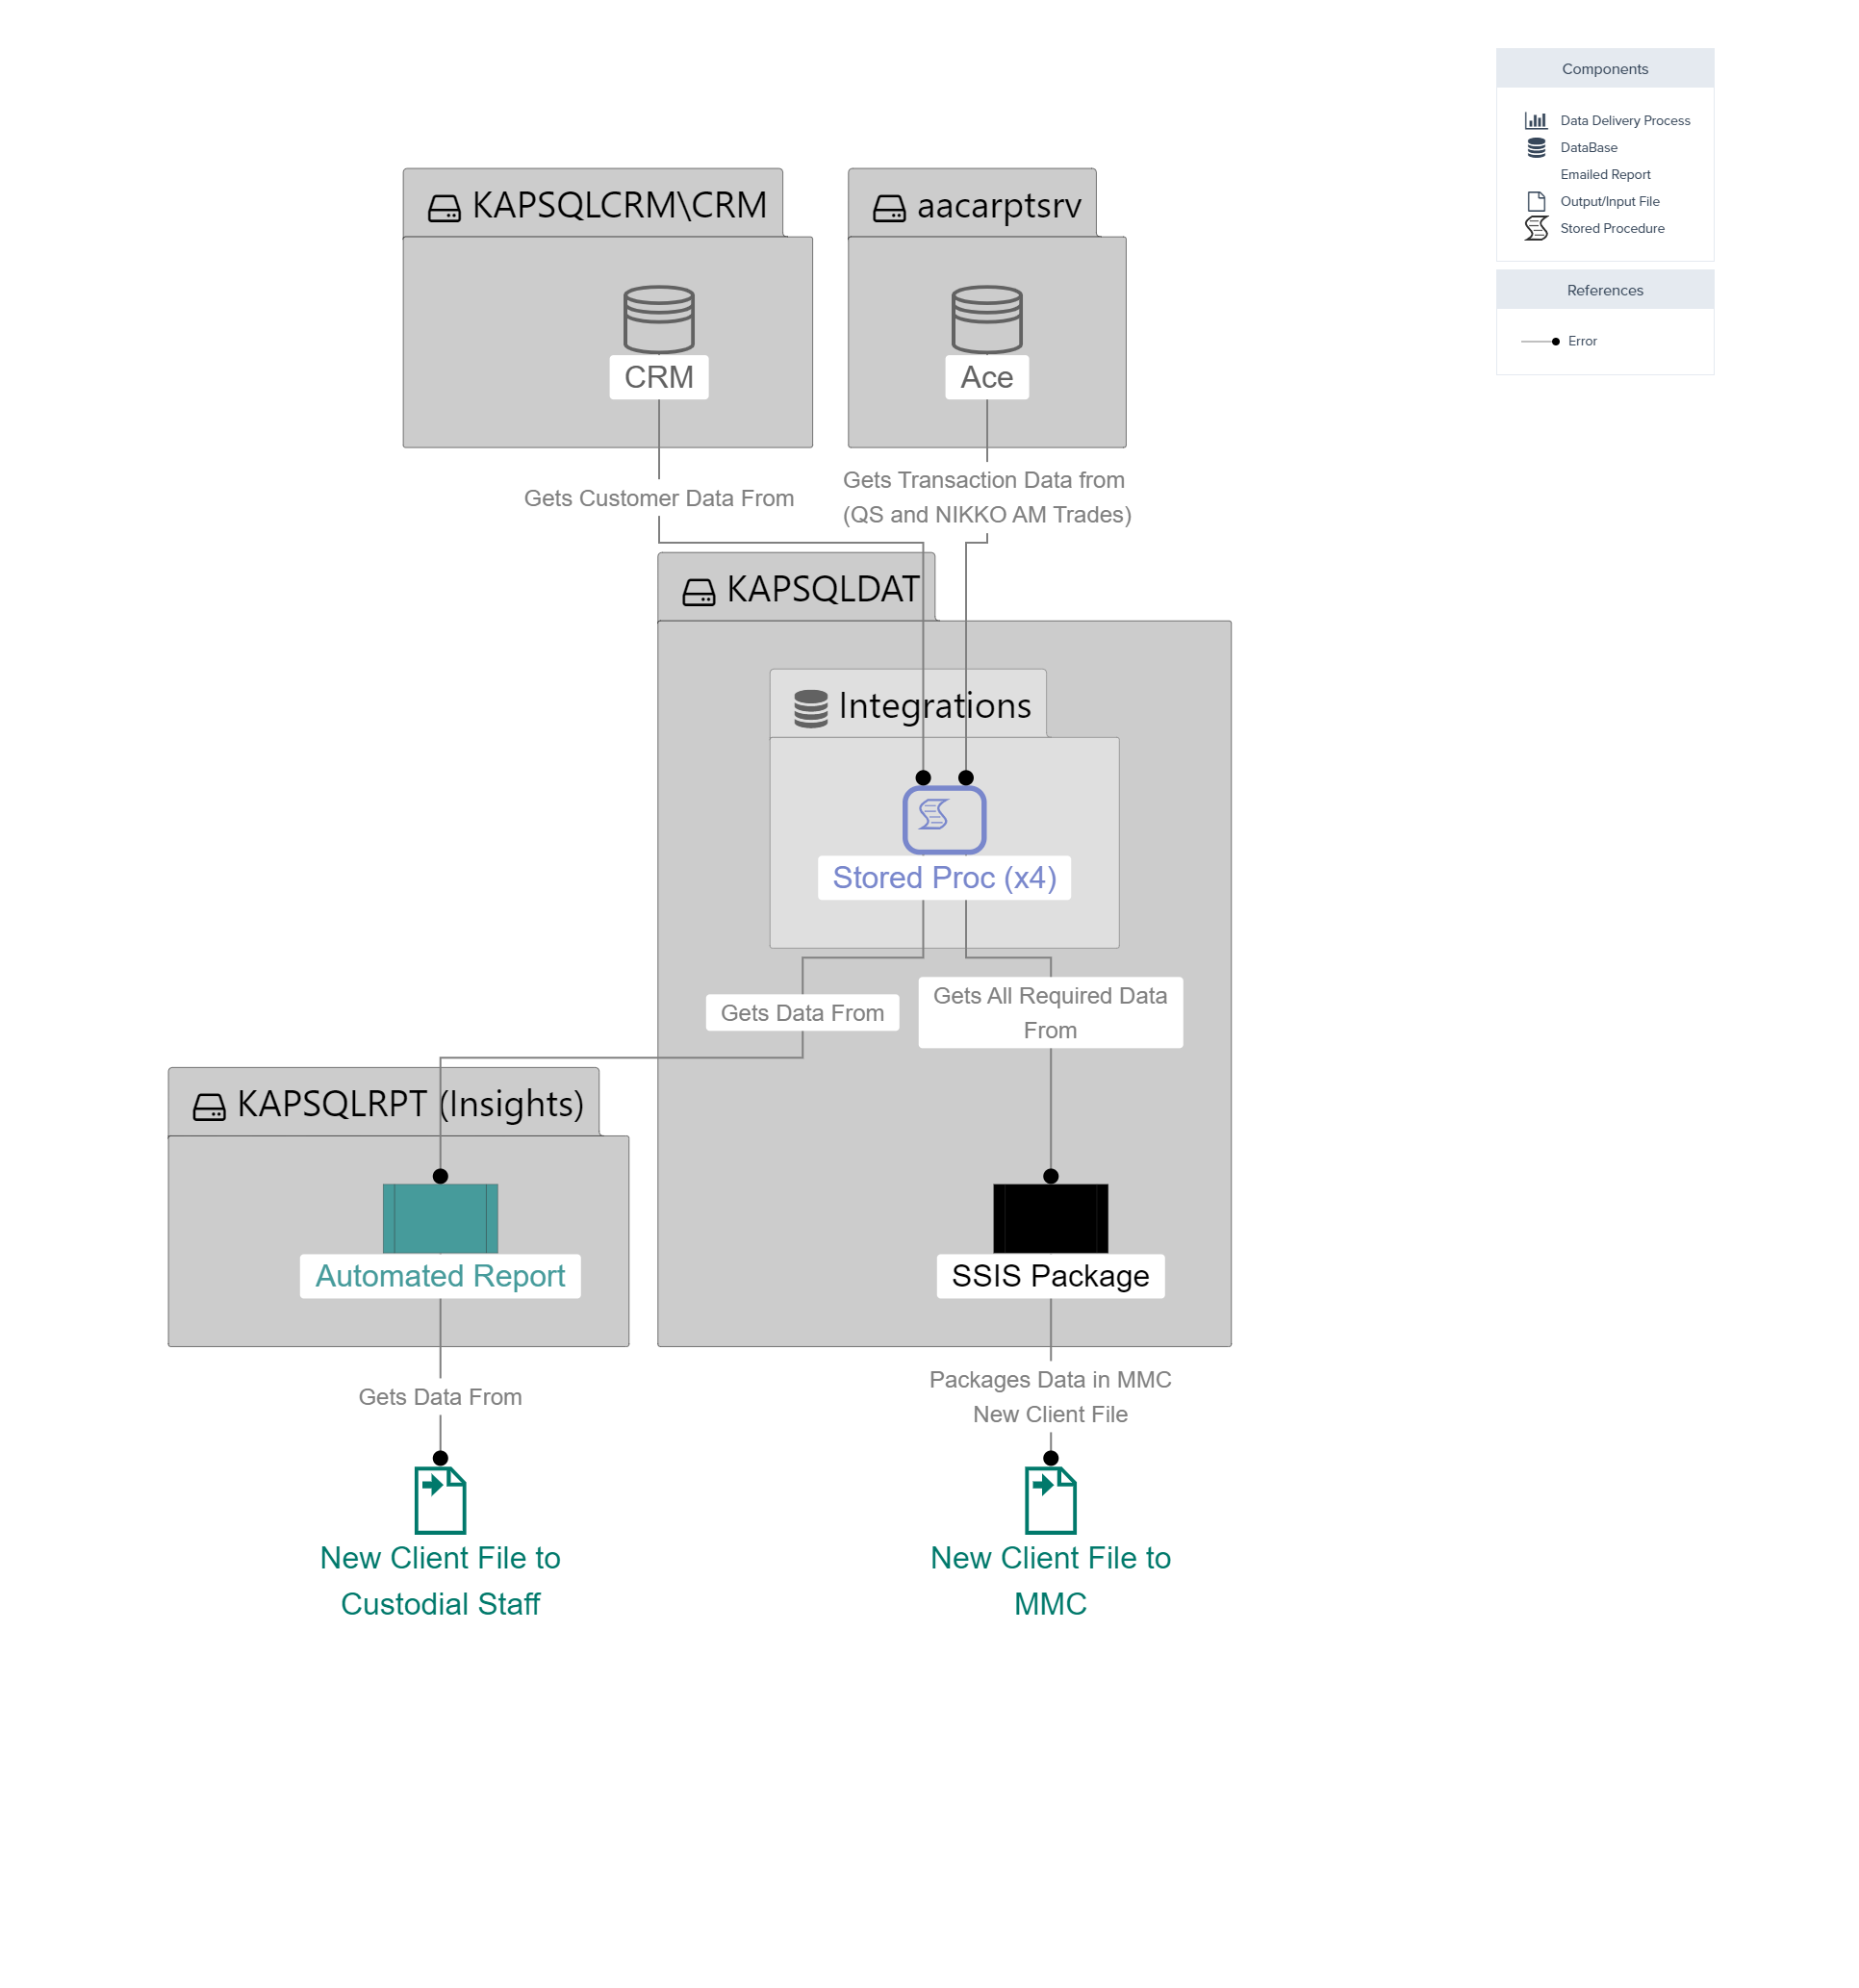 Components
Data Delivery Process
DataBase
Emailed Report
Output/Input File
Stored Procedure
References
Error
KAPSQLCRM\CRM
aacarptsrv
CRM
Ace
Gets Customer Data From
Gets Transaction Data from
(QS and NIKKO AM Trades)
KAPSQLDAT
Integrations
Stored Proc (x4)
Gets Data From
Gets All Required Data
From
KAPSQLRPT (Insights)
Automated Report
SSIS Package
Gets Data From
Packages Data in MMC
New Client File
New Client File to
Custodial Staff
New Client File to
MMC